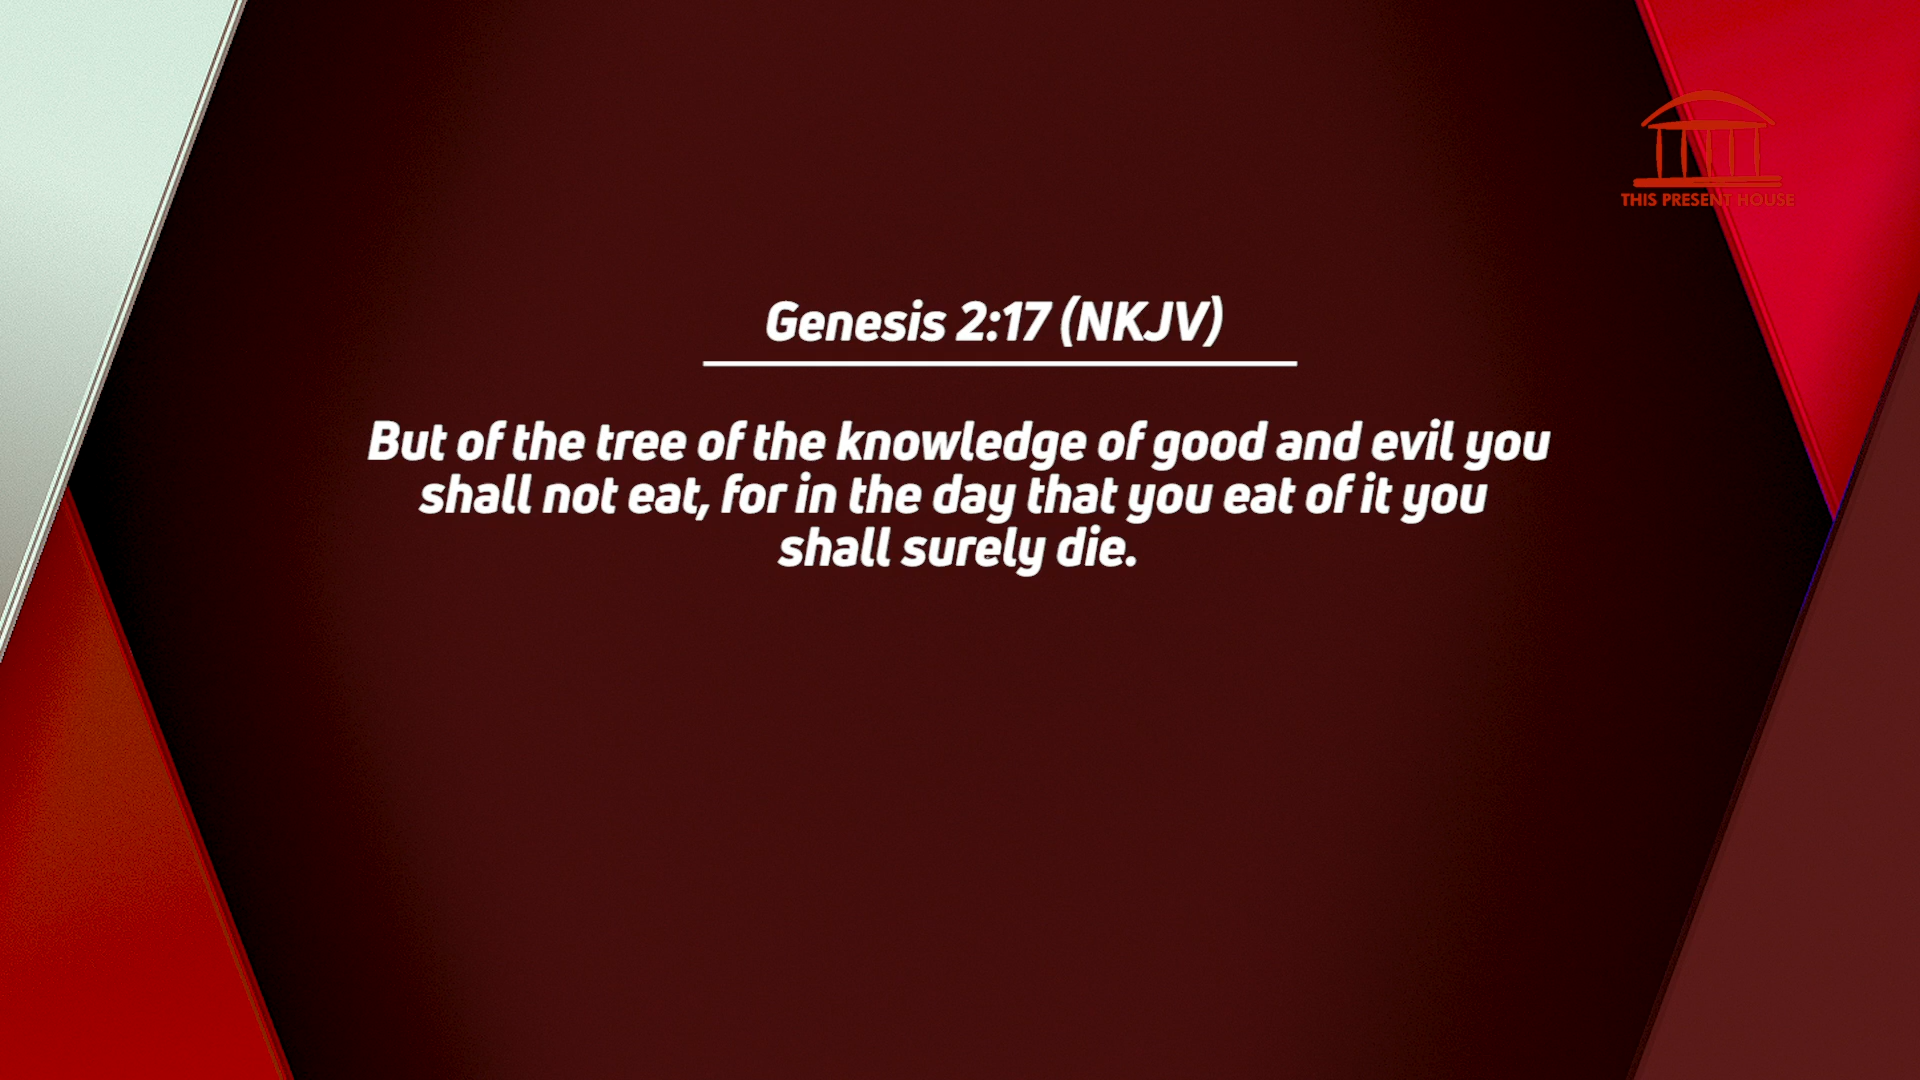 THIS PRESENT HOUSE
Genesis 2:17 (NKJV)
But of the tree of the knowledge of good and evil you
shall not eat, for in the day that you eat of it you
shall surely die.